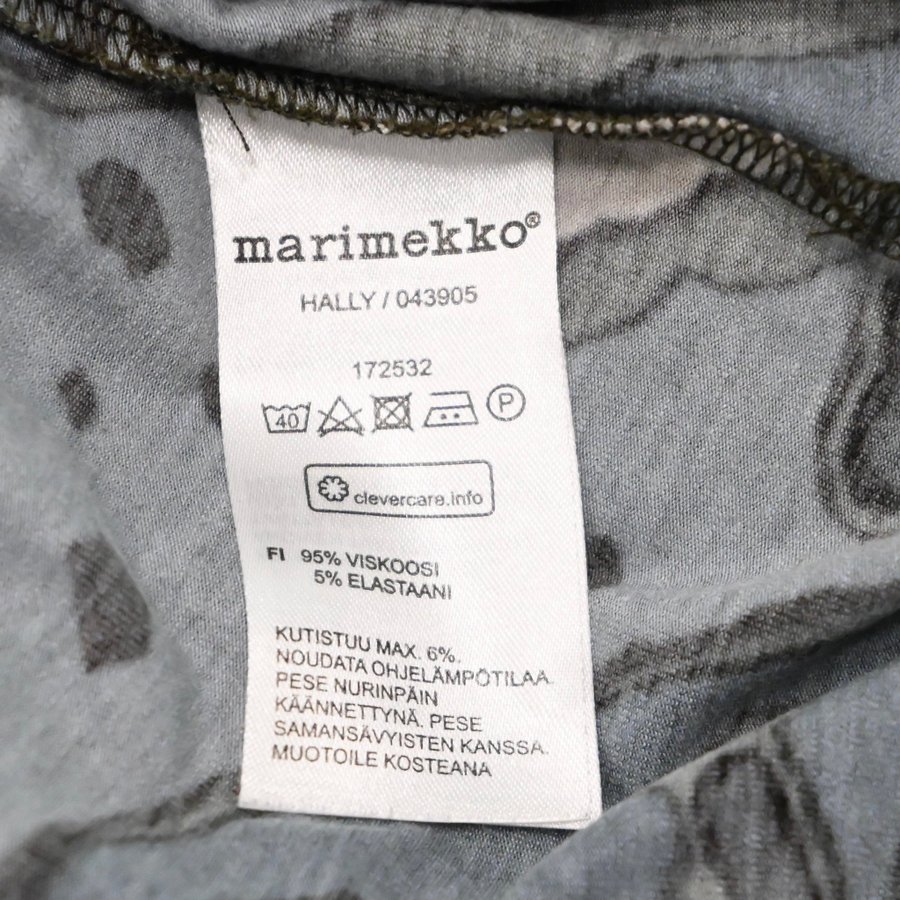 marimekko®
HALLY / 043905
172532
40 P
clevercare.info
FI 95% VISKOOSI
5% ELASTAANI
KUTISTUU MAX. 6%.
NOUDATA OHJELÄMPÖTILAA.
PESE NURINPÄIN
KÄÄNNETTYNÄ. PESE
SAMANSÄVYISTEN KANSSA.
MUOTOILE KOSTEANA